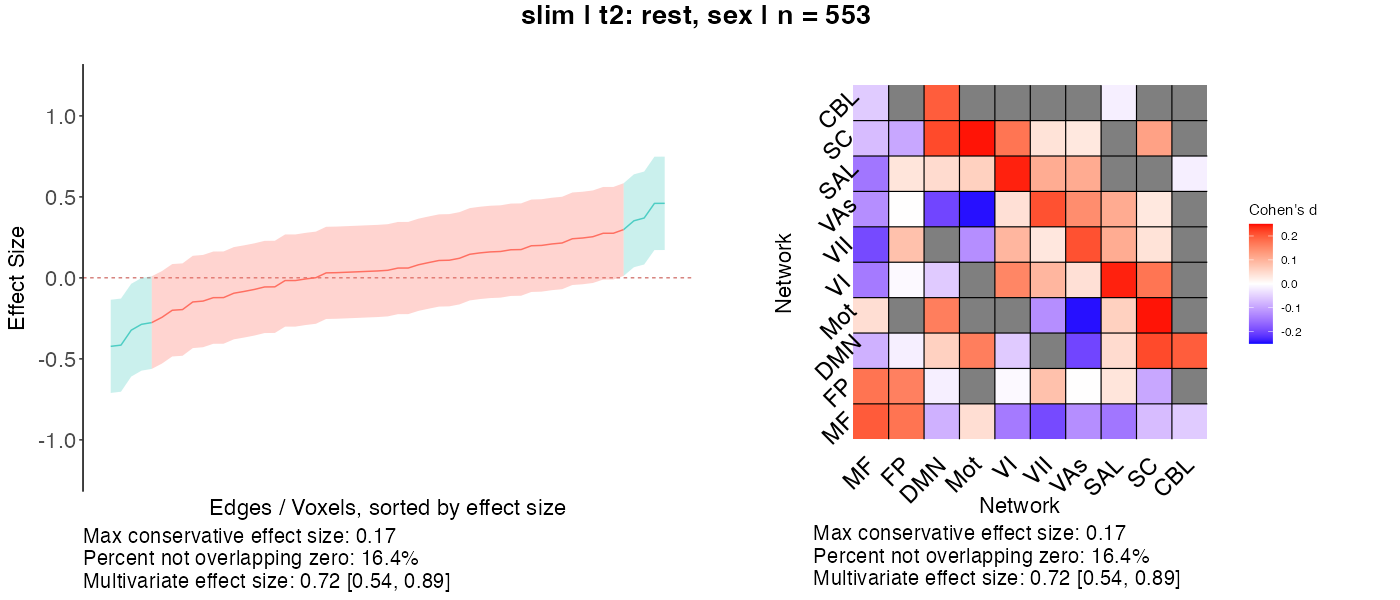 slim | t2: rest, sex | n = 553
Effect Size
1.0
0.5
0.0
-0.5
-1.0
Edges / Voxels, sorted by effect size
Max conservative effect size: 0.17
Percent not overlapping zero: 16.4%
Multivariate effect size: 0.72 [0.54, 0.89]
Network
CBL
SC
SAL
VAs
VII
VI
Mot
DMN
FP
MF
MF
FP
DMN
Mot
VI
VII
VAs
SAL
SC
CBL
Network
Cohen's d
0.2
0.1
0.0
-0.1
-0.2
Max conservative effect size: 0.17
Percent not overlapping zero: 16.4%
Multivariate effect size: 0.72 [0.54, 0.89]